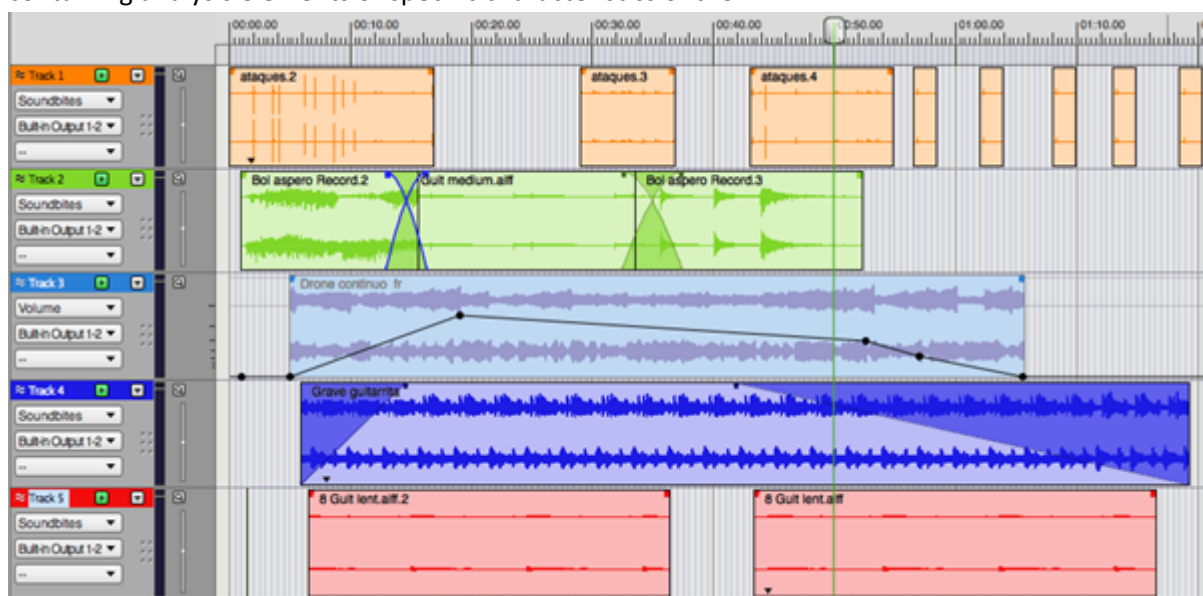 00:00.00 00:10.00 00:20.00 00:30.00 00:40.00 00:50.00 01:00.00 01:10.00
Track 1
ataques.2 ataques.3 ataques.4
Soundbites
Built-in Output 1-2
--
Track 2
Bol aspero Record.2 Guit medium.aiff Bol aspero Record.3
Soundbites
Built-in Output 1-2
--
Track 3
Drone continuo fr
Volume
Built-in Output 1-2
--
Track 4
Grave guitarrita
Soundbites
Built-in Output 1-2
--
Track 5
8 Guit lent.aiff.2 8 Guit lent.aiff
Soundbites
Built-in Output 1-2
--